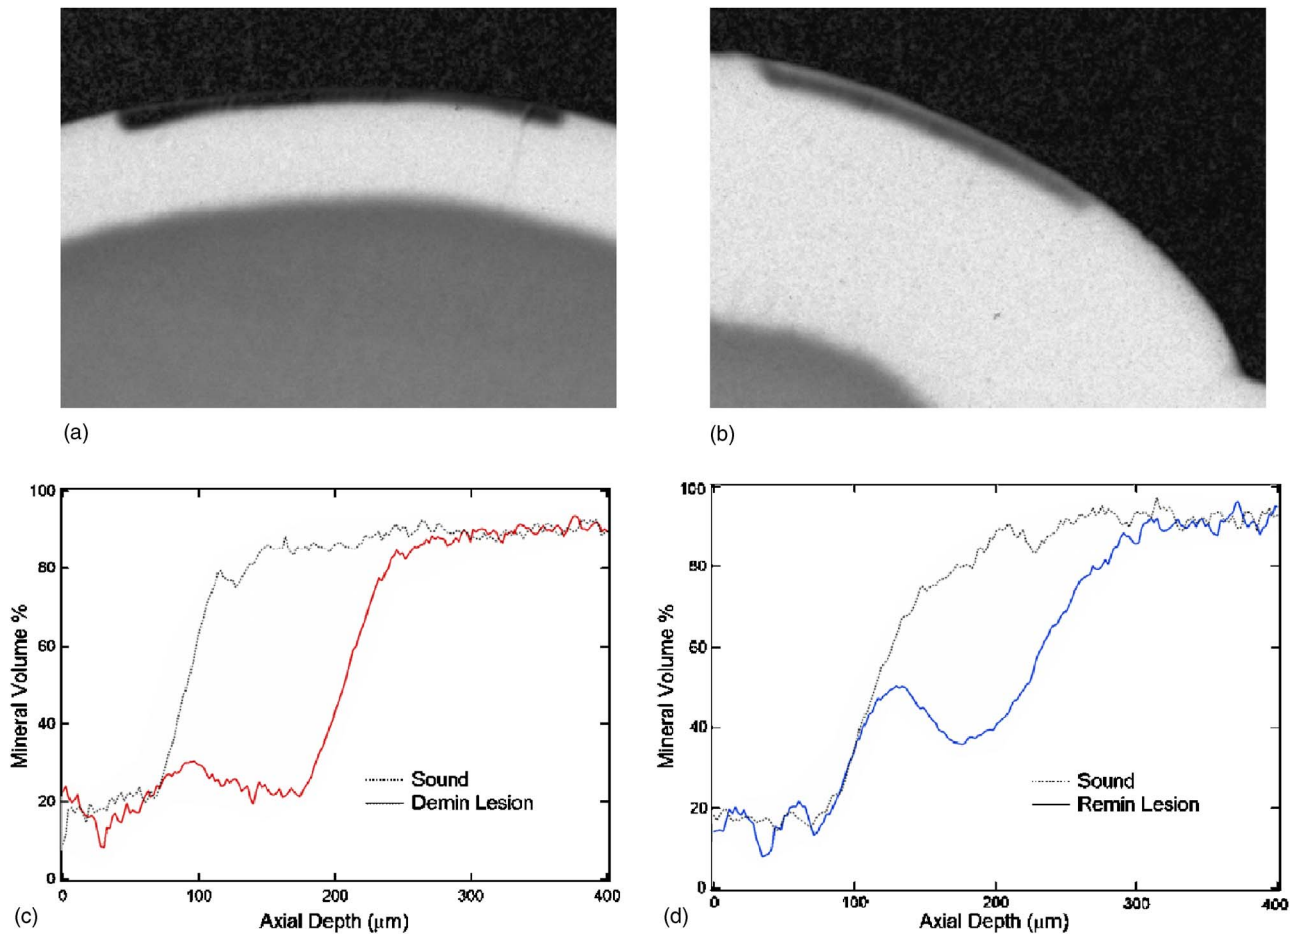 (a)
(b)
100
80
60
40
20
0
Mineral Volume %
Sound
Demin Lesion
0
100
200
300
400
Axial Depth (μm)
(c)
100
80
60
40
20
0
Mineral Volume %
Sound
Remin Lesion
0
100
200
300
400
Axial Depth (μm)
(d)